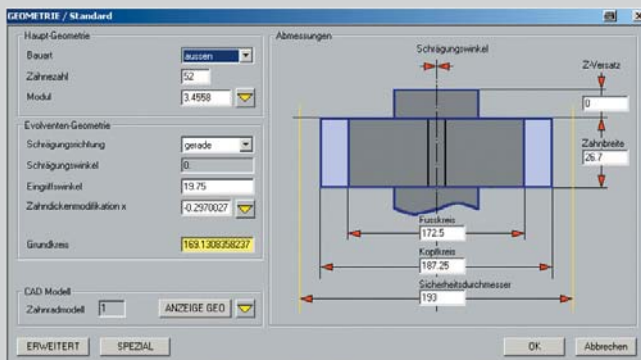 GEOMETRIE / Standard
Haupt-Geometrie
Bauart aussen
Zähnezahl 52
Modul 3.4558
Evolventen-Geometrie
Schrägungsrichtung gerade
Schrägungswinkel 0.
Eingriffswinkel 19.75
Zahndickenmodifikation x -0.2970027
Grundkreis 169.1308358237
CAD Modell
Zahnradmodell 1 ANZEIGE GEO
ERWEITERT SPEZIAL
Abmessungen
Schrägungswinkel
Z-Versatz
0
Zahnbreite
26.7
Fusskreis
172.5
Kopfkreis
187.25
Sicherheitsdurchmesser
193
OK Abbrechen